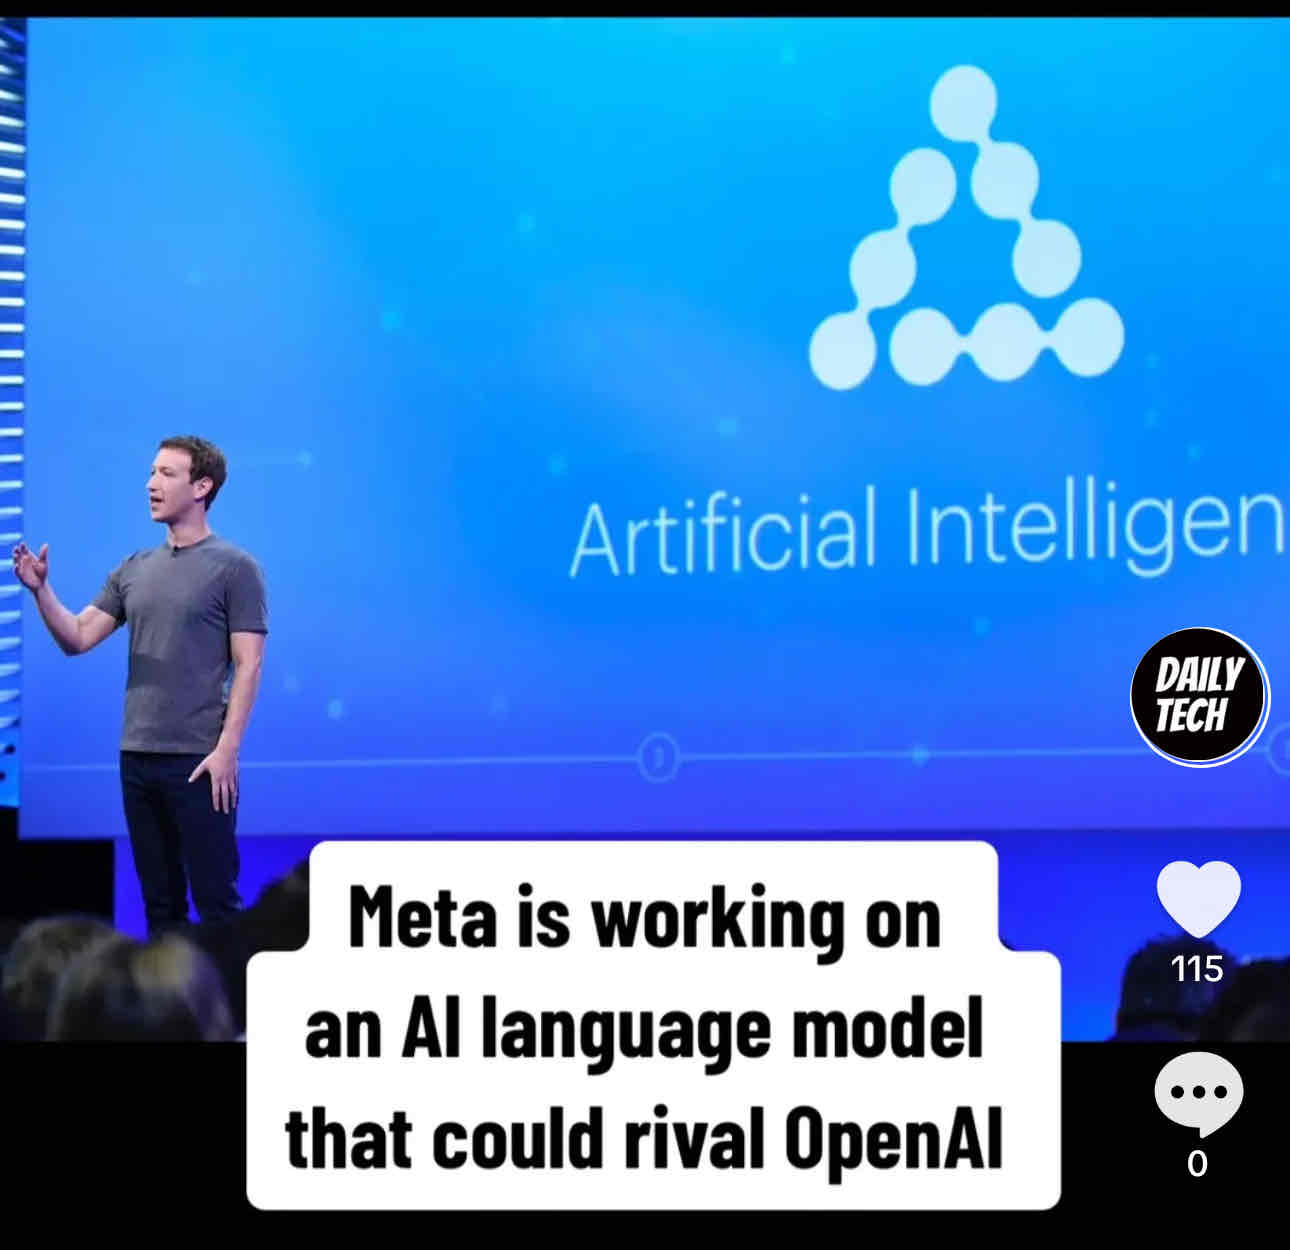 Artificial Intelligen
DAILY
TECH
115
Meta is working on
an AI language model
that could rival OpenAI
0